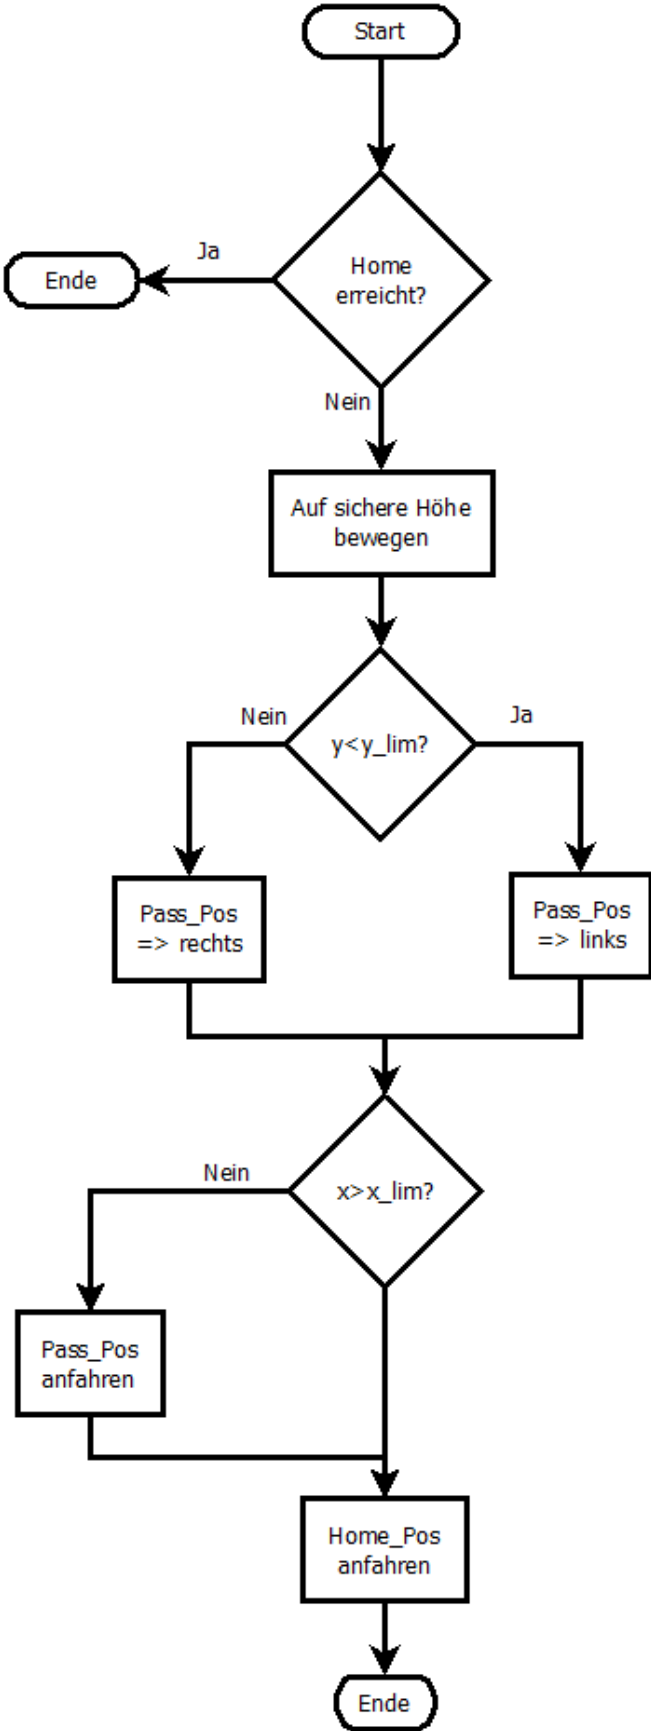 Start
Ja
Ende
Home
erreicht?
Nein
Auf sichere Höhe
bewegen
Nein
Ja
y<y_lim?
Pass_Pos
=> rechts
Pass_Pos
=> links
Nein
x>x_lim?
Pass_Pos
anfahren
Home_Pos
anfahren
Ende